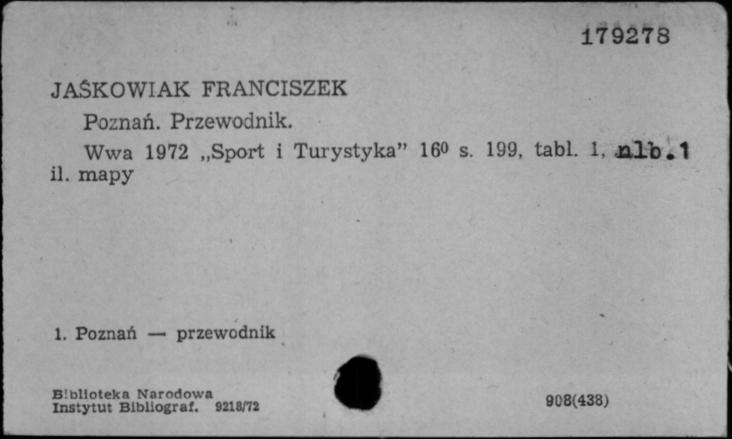 179278
JAŚKOWIAK FRANCISZEK
Poznań. Przewodnik.
Wwa 1972 „Sport i Turystyka” 16⁰ s. 199, tabl. 1, nlb.1
il. mapy
1. Poznań — przewodnik
Biblioteka Narodowa
Instytut Bibliograf. 9218/72
908(438)